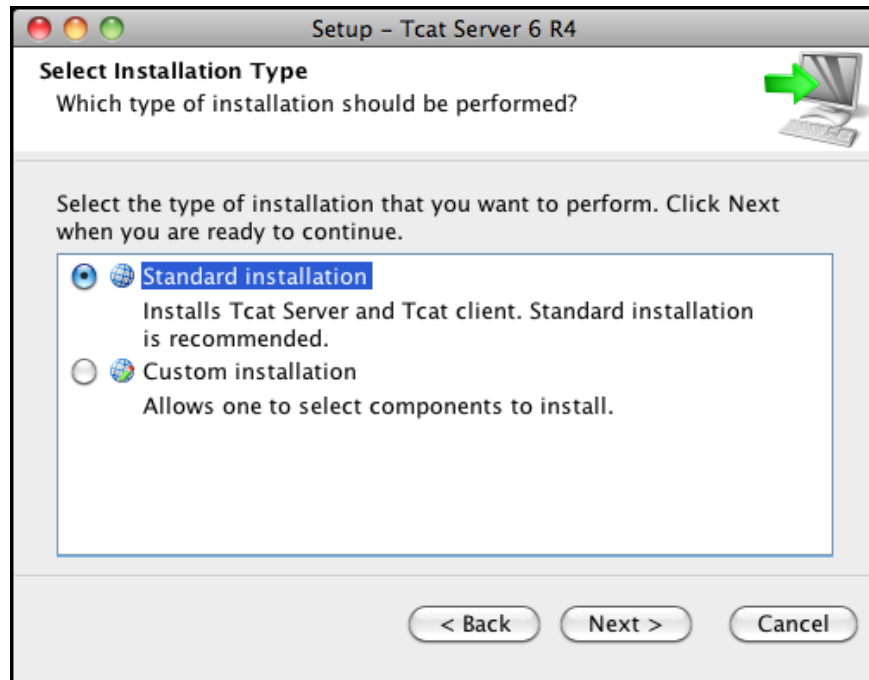 Setup – Tcat Server 6 R4
Select Installation Type
Which type of installation should be performed?
Select the type of installation that you want to perform. Click Next
when you are ready to continue.
Standard installation
Installs Tcat Server and Tcat client. Standard installation
is recommended.
Custom installation
Allows one to select components to install.
< Back
Next >
Cancel